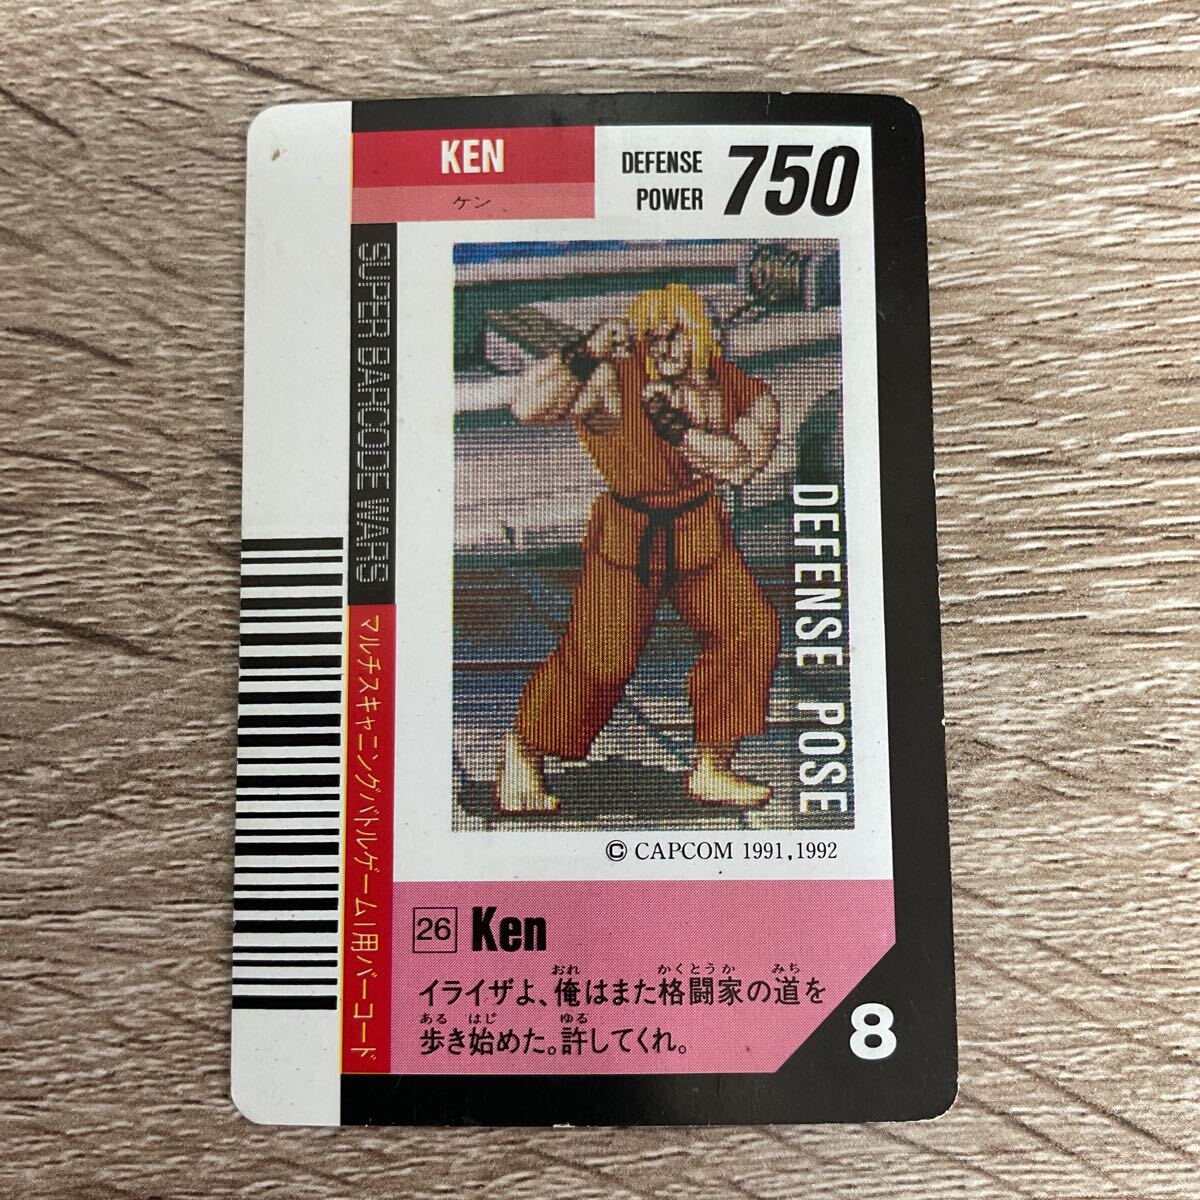 KEN
ケン
DEFENSE POWER 750
SUPER BARCODE WARS
マルチスキャニングバトルゲーム用バーコード
DEFENSE POSE
© CAPCOM 1991,1992
26 Ken
イライザよ、俺はまた格闘家の道を
おれ かくとうか みち
歩き始めた。許してくれ。
ある はじ ゆる
8